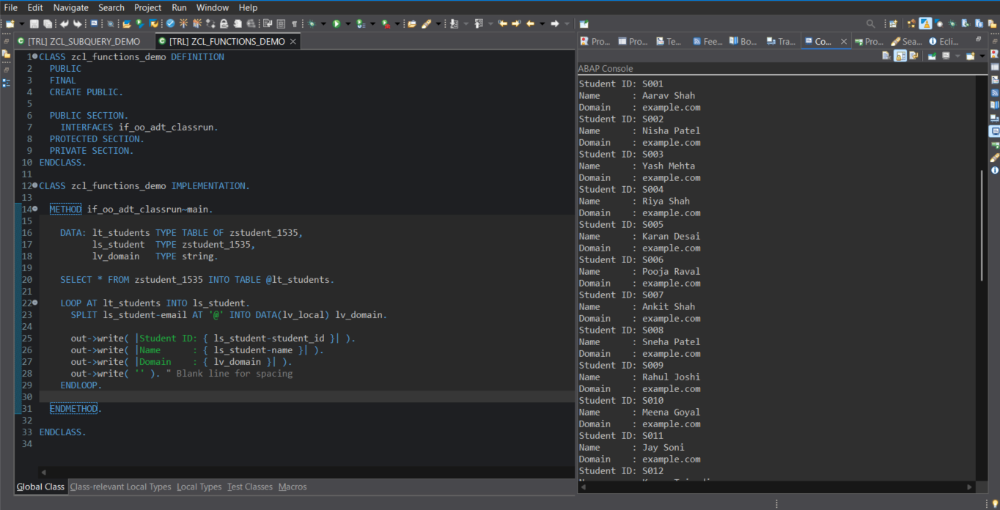 File Edit Navigate Search Project Run Window Help
[TRL] ZCL_SUBQUERY_DEMO [TRL] ZCL_FUNCTIONS_DEMO
1 CLASS zcl_functions_demo DEFINITION
2 PUBLIC
3 FINAL
4 CREATE PUBLIC.
5
6 PUBLIC SECTION.
7 INTERFACES if_oo_adt_classrun.
8 PROTECTED SECTION.
9 PRIVATE SECTION.
10 ENDCLASS.
11
12 CLASS zcl_functions_demo IMPLEMENTATION.
13
14 METHOD if_oo_adt_classrun~main.
15
16 DATA: lt_students TYPE TABLE OF zstudent_1535,
17 ls_student TYPE zstudent_1535,
18 lv_domain TYPE string.
19
20 SELECT * FROM zstudent_1535 INTO TABLE @lt_students.
21
22 LOOP AT lt_students INTO ls_student.
23 SPLIT ls_student-email AT '@' INTO DATA(lv_local) lv_domain.
24
25 out->write( |Student ID: { ls_student-student_id }| ).
26 out->write( |Name : { ls_student-name }| ).
27 out->write( |Domain : { lv_domain }| ).
28 out->write( '' ). " Blank line for spacing
29 ENDLOOP.
30
31 ENDMETHOD.
32
33 ENDCLASS.
34
Global Class Class-relevant Local Types Local Types Test Classes Macros
Pro... Pro... Te... Fee... Bo... Tra... Co... Pro... Sea... Ecli...
ABAP Console
Student ID: S001
Name : Aarav Shah
Domain : example.com
Student ID: S002
Name : Nisha Patel
Domain : example.com
Student ID: S003
Name : Yash Mehta
Domain : example.com
Student ID: S004
Name : Riya Shah
Domain : example.com
Student ID: S005
Name : Karan Desai
Domain : example.com
Student ID: S006
Name : Pooja Raval
Domain : example.com
Student ID: S007
Name : Ankit Shah
Domain : example.com
Student ID: S008
Name : Sneha Patel
Domain : example.com
Student ID: S009
Name : Rahul Joshi
Domain : example.com
Student ID: S010
Name : Meena Goyal
Domain : example.com
Student ID: S011
Name : Jay Soni
Domain : example.com
Student ID: S012